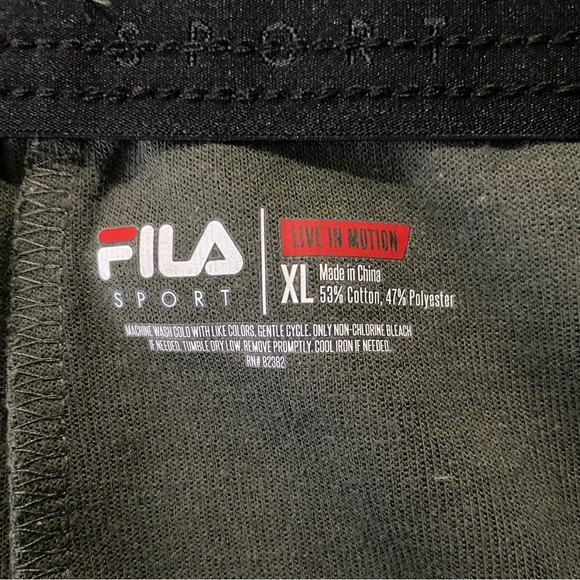 SPORT
FILA
SPORT
LIVE IN MOTION
XL
Made in China
53% Cotton, 47% Polyester
MACHINE WASH COLD WITH LIKE COLORS, GENTLE CYCLE. ONLY NON-CHLORINE BLEACH
IF NEEDED. TUMBLE DRY LOW. REMOVE PROMPTLY. COOL IRON IF NEEDED.
RN# 82382